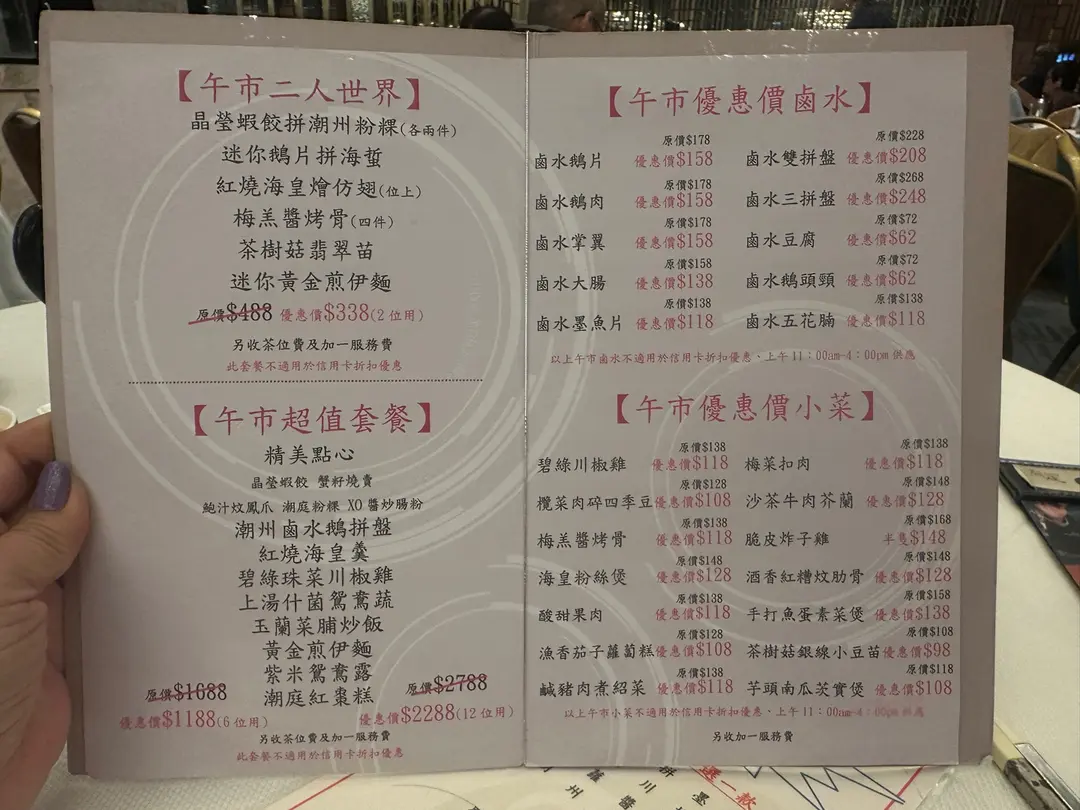 【午市二人世界】
晶瑩蝦餃拼潮州粉粿(各兩件)
迷你鵝片拼海蜇
紅燒海皇燴仿翅(位上)
梅羔醬烤骨(四件)
茶樹菇翡翠苗
迷你黃金煎伊麵
原價$488 優惠價$338(2 位用)
另收茶位費及加一服務費
此套餐不適用於信用卡折扣優惠
【午市超值套餐】
精美點心
晶瑩蝦餃 蟹籽燒賣
鮑汁炆鳳爪 潮庭粉粿 XO 醬炒腸粉
潮州鹵水鵝拼盤
紅燒海皇羹
碧綠珠菜川椒雞
上湯什菌鴛鴦蔬
玉蘭菜脯炒飯
黃金煎伊麵
紫米鴛鴦露
潮庭紅棗糕
原價$1688
優惠價$1188(6 位用)
原價$2788
優惠價$2288(12 位用)
另收茶位費及加一服務費
此套餐不適用於信用卡折扣優惠
【午市優惠價鹵水】
原價$178 原價$228
鹵水鵝片 優惠價$158 鹵水雙拼盤 優惠價$208
原價$178 原價$268
鹵水鵝肉 優惠價$158 鹵水三拼盤 優惠價$248
原價$178 原價$72
鹵水掌翼 優惠價$158 鹵水豆腐 優惠價$62
原價$158 原價$72
鹵水大腸 優惠價$138 鹵水鵝頭頸 優惠價$62
原價$138 原價$138
鹵水墨魚片 優惠價$118 鹵水五花腩 優惠價$118
以上午市鹵水不適用於信用卡折扣優惠、上午 11：00am-4：00pm 供應
【午市優惠價小菜】
原價$138 原價$138
碧綠川椒雞 優惠價$118 梅菜扣肉 優惠價$118
原價$128 原價$148
欖菜肉碎四季豆 優惠價$108 沙茶牛肉芥蘭 優惠價$128
原價$138 原價$168
梅羔醬烤骨 優惠價$118 脆皮炸子雞 半隻$148
原價$148 原價$148
海皇粉絲煲 優惠價$128 酒香紅糟炆肋骨 優惠價$128
原價$138 原價$158
酸甜果肉 優惠價$118 手打魚蛋素菜煲 優惠價$138
原價$128 原價$108
漁香茄子蘿蔔糕 優惠價$108 茶樹菇銀線小豆苗 優惠價$98
原價$138 原價$118
鹹豬肉煮紹菜 優惠價$118 芋頭南瓜茨實煲 優惠價$108
以上午市小菜不適用於信用卡折扣優惠、上午 11：00am-4：00pm 供應
另收加一服務費